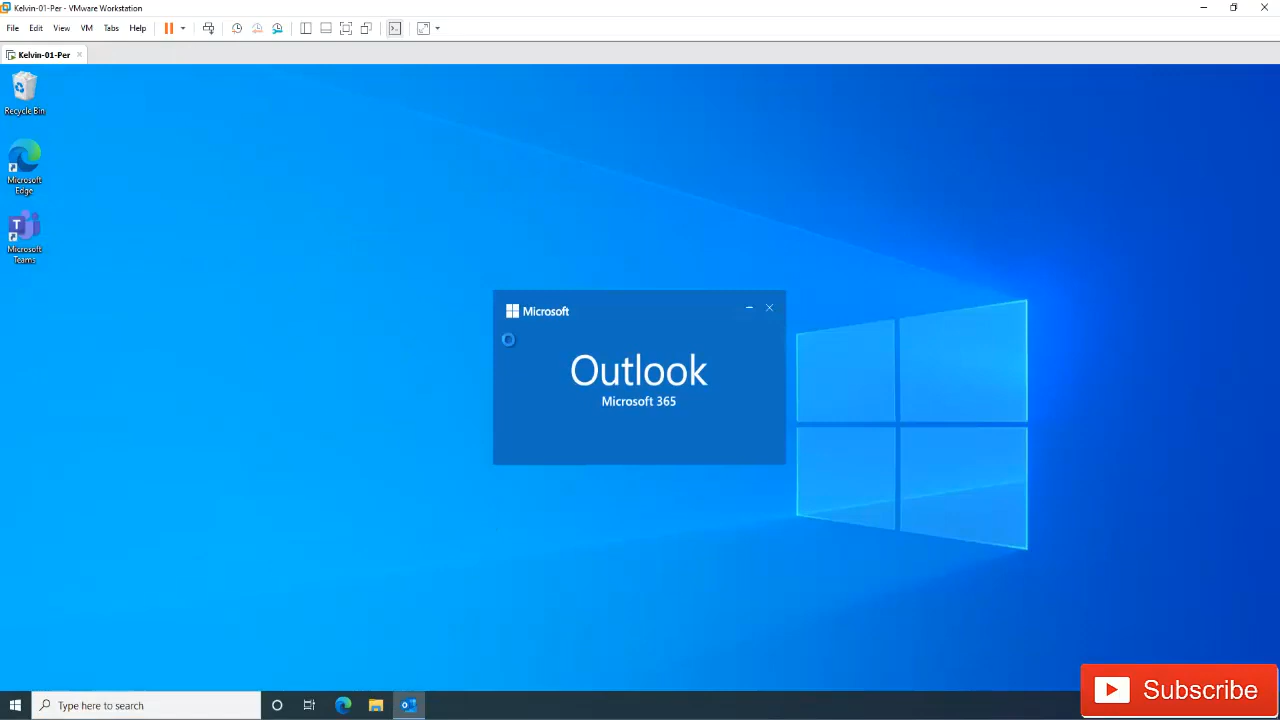 Kelvin-01-Per - VMware Workstation
File Edit View VM Tabs Help
Kelvin-01-Per
Recycle Bin
Microsoft
Edge
Microsoft
Teams
Microsoft
Outlook
Microsoft 365
Type here to search
Subscribe